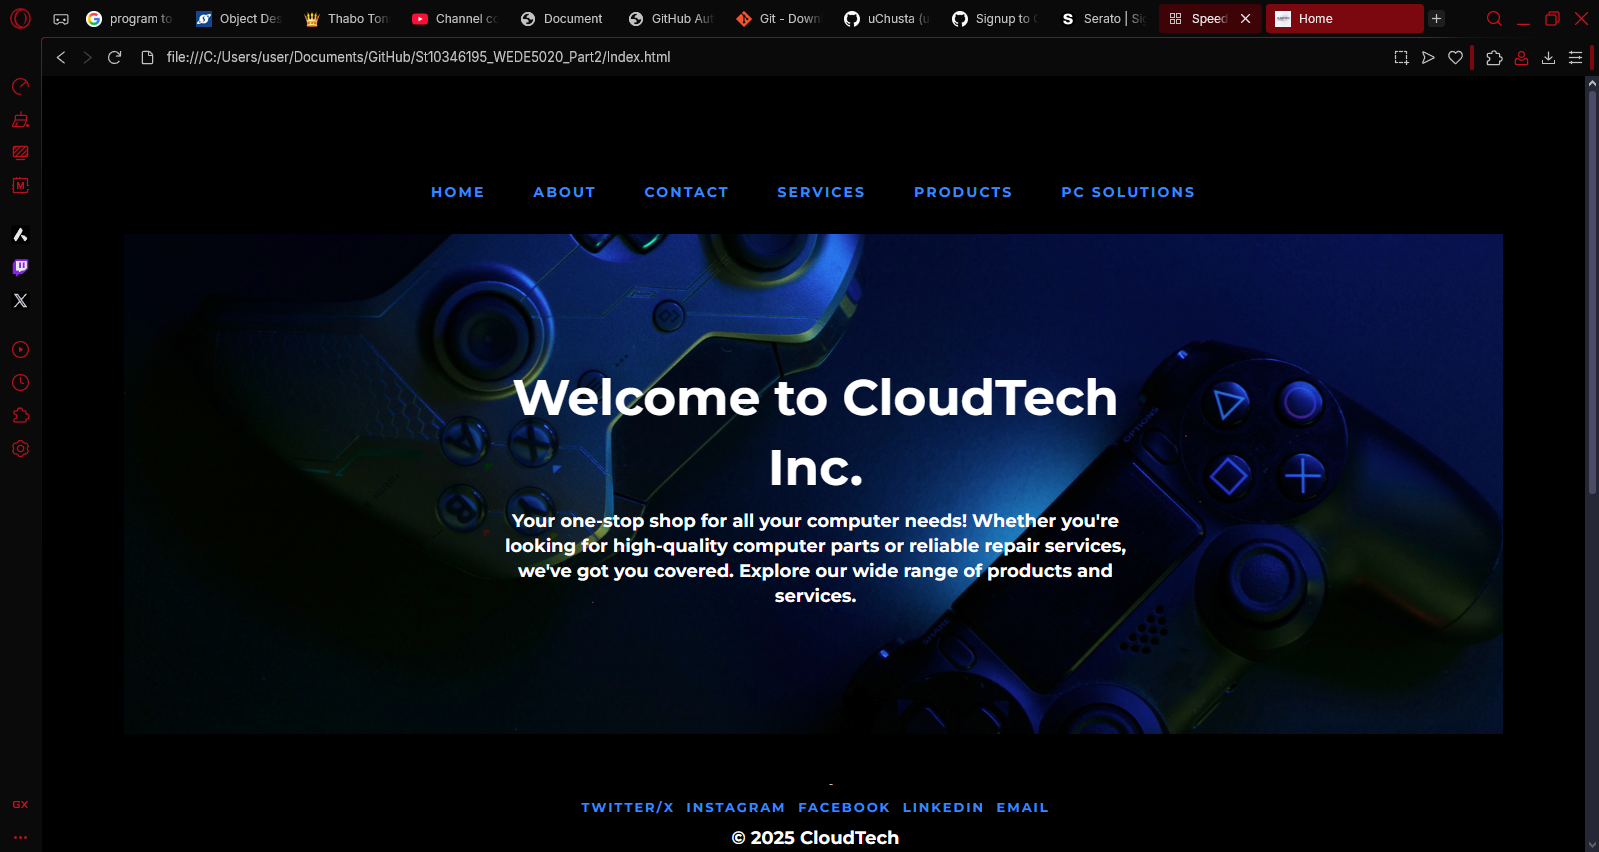 program to
Object Des
Thabo Ton
Channel co
Document
GitHub Aut
Git - Down
uChusta (u
Signup to G
Serato | Sig
Speed
Home
file:///C:/Users/user/Documents/GitHub/St10346195_WEDE5020_Part2/Index.html
HOME ABOUT CONTACT SERVICES PRODUCTS PC SOLUTIONS
Welcome to CloudTech
Inc.
Your one-stop shop for all your computer needs! Whether you're
looking for high-quality computer parts or reliable repair services,
we've got you covered. Explore our wide range of products and
services.
OPTIONS
SHARE
-
TWITTER/X INSTAGRAM FACEBOOK LINKEDIN EMAIL
© 2025 CloudTech
GX